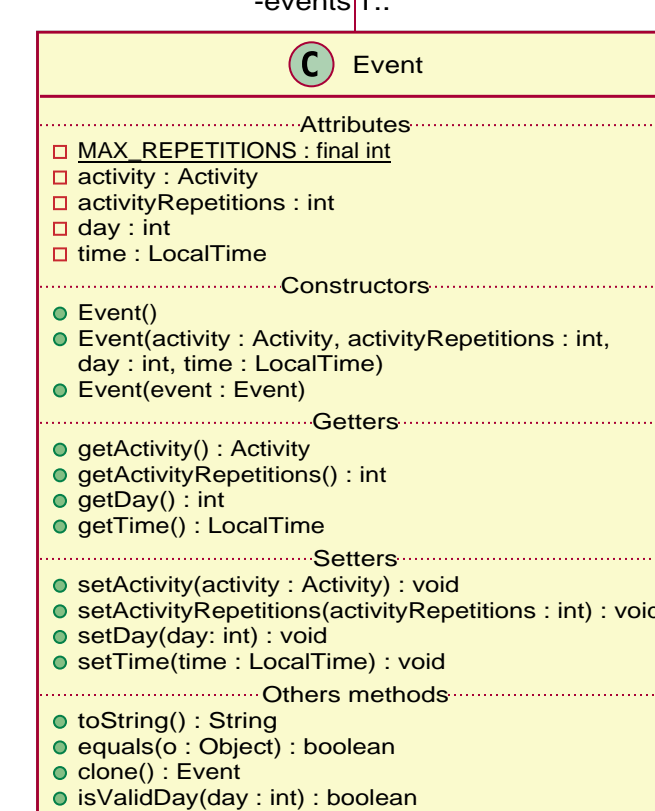 -events 1..
C Event
Attributes
MAX_REPETITIONS : final int
activity : Activity
activityRepetitions : int
day : int
time : LocalTime
Constructors
Event()
Event(activity : Activity, activityRepetitions : int,
day : int, time : LocalTime)
Event(event : Event)
Getters
getActivity() : Activity
getActivityRepetitions() : int
getDay() : int
getTime() : LocalTime
Setters
setActivity(activity : Activity) : void
setActivityRepetitions(activityRepetitions : int) : void
setDay(day: int) : void
setTime(time : LocalTime) : void
Others methods
toString() : String
equals(o : Object) : boolean
clone() : Event
isValidDay(day : int) : boolean